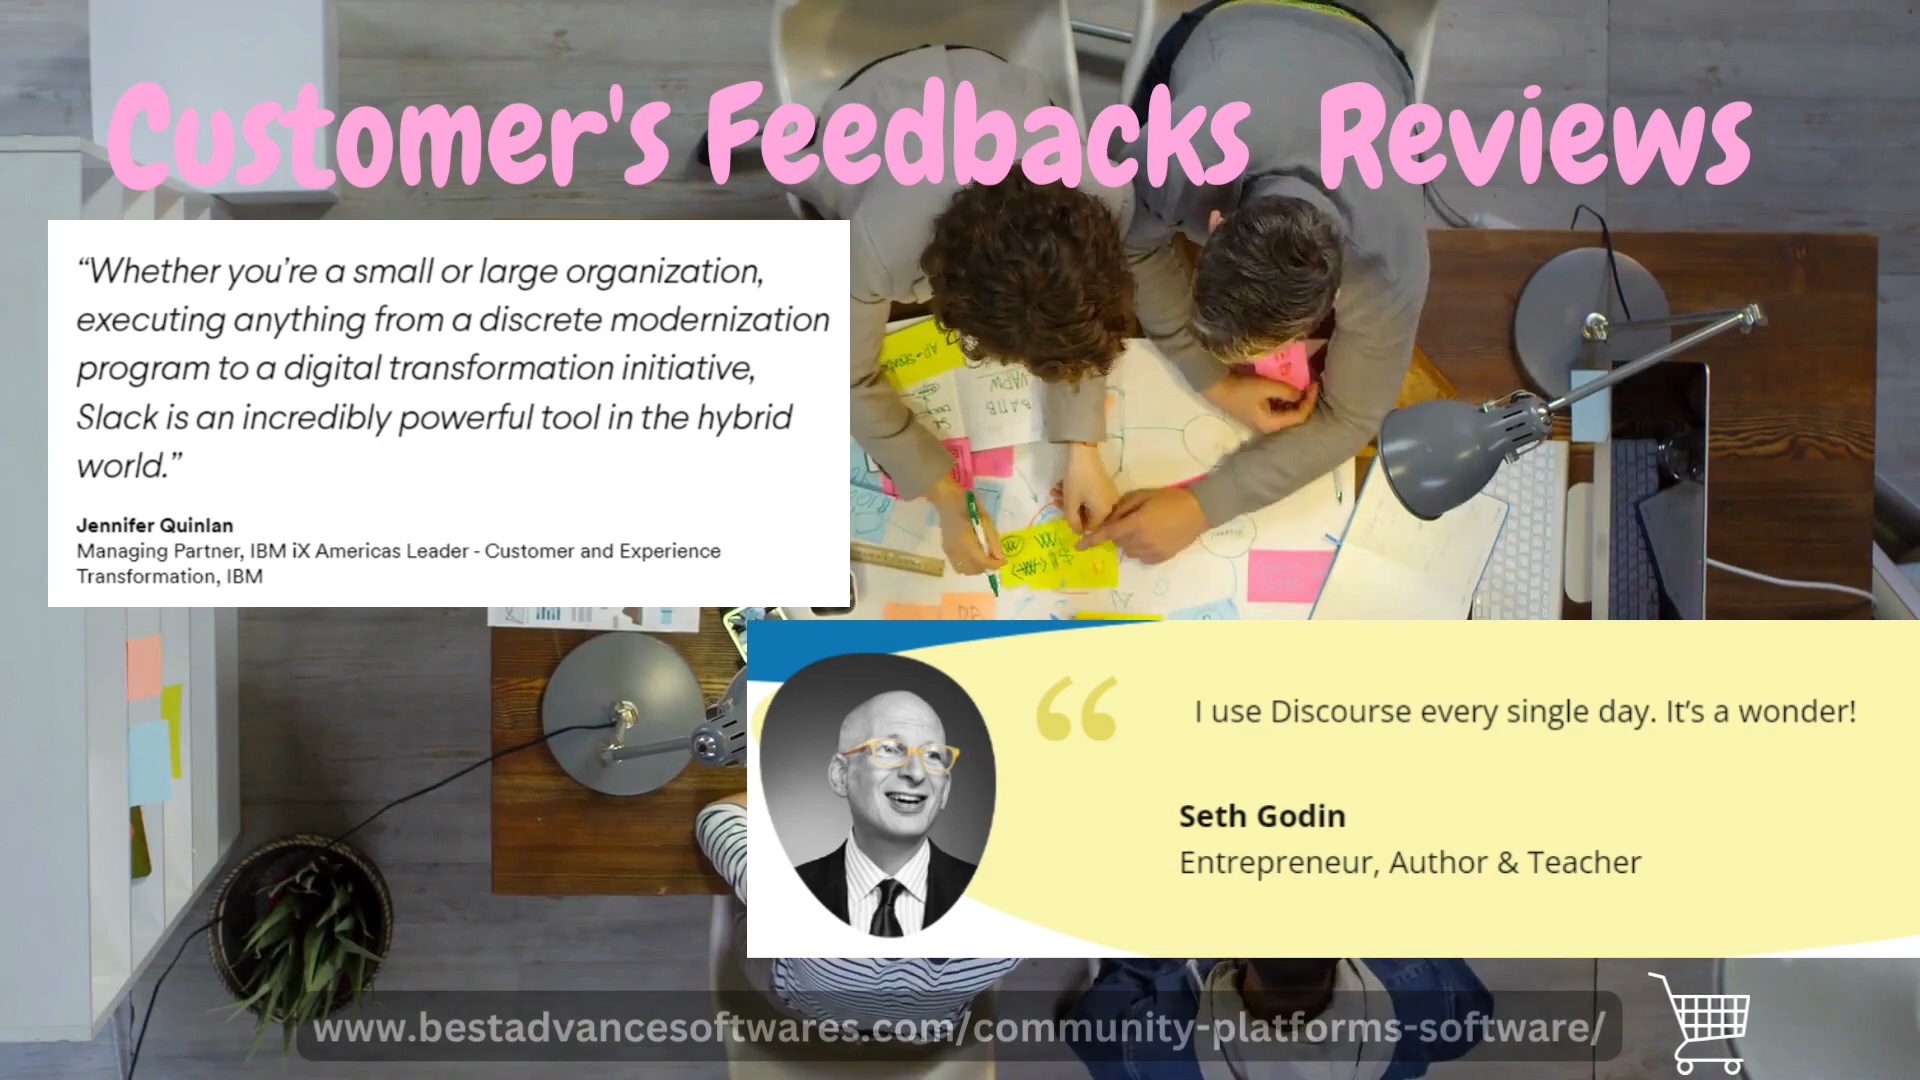 Customer's Feedbacks Reviews
“Whether you’re a small or large organization,
executing anything from a discrete modernization
program to a digital transformation initiative,
Slack is an incredibly powerful tool in the hybrid
world.”
Jennifer Quinlan
Managing Partner, IBM iX Americas Leader - Customer and Experience
Transformation, IBM
“
I use Discourse every single day. It’s a wonder!
Seth Godin
Entrepreneur, Author & Teacher
www.bestadvancesoftwares.com/community-platforms-software/